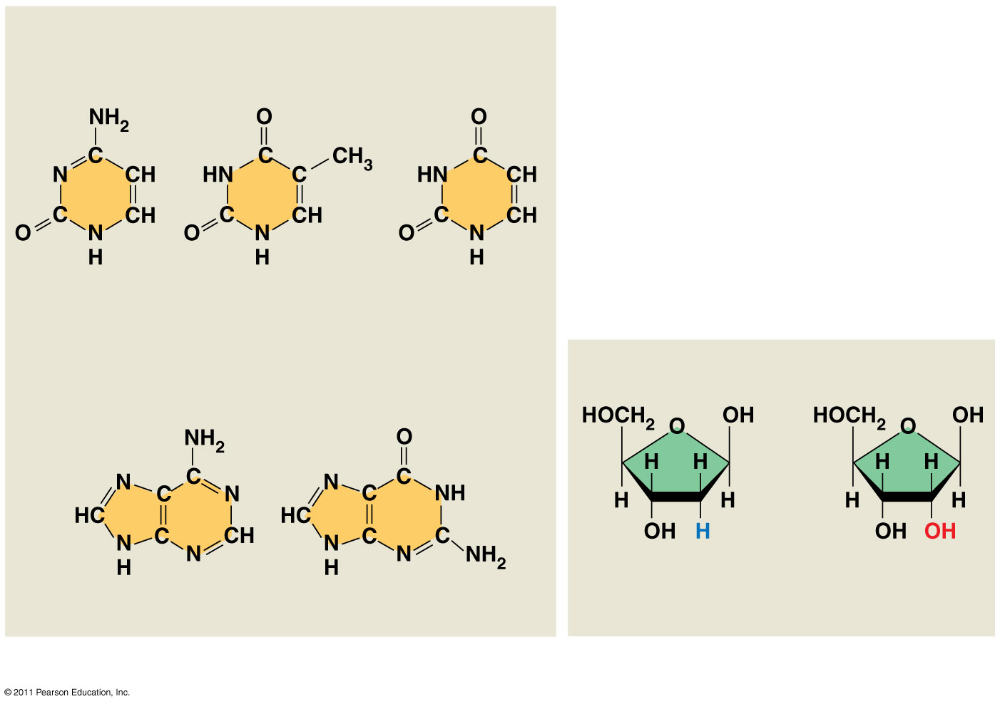 NH2
N C CH
C CH
O N
H
O
C CH3
HN C
C CH
O N
H
O
C
HN CH
C CH
O N
H
NH2
N C
C N
HC
C CH
N N
H
O
N C
C NH
HC
C C
N N NH2
H
HOCH2 O OH
H H
H H
OH H
HOCH2 O OH
H H
H H
OH OH
© 2011 Pearson Education, Inc.